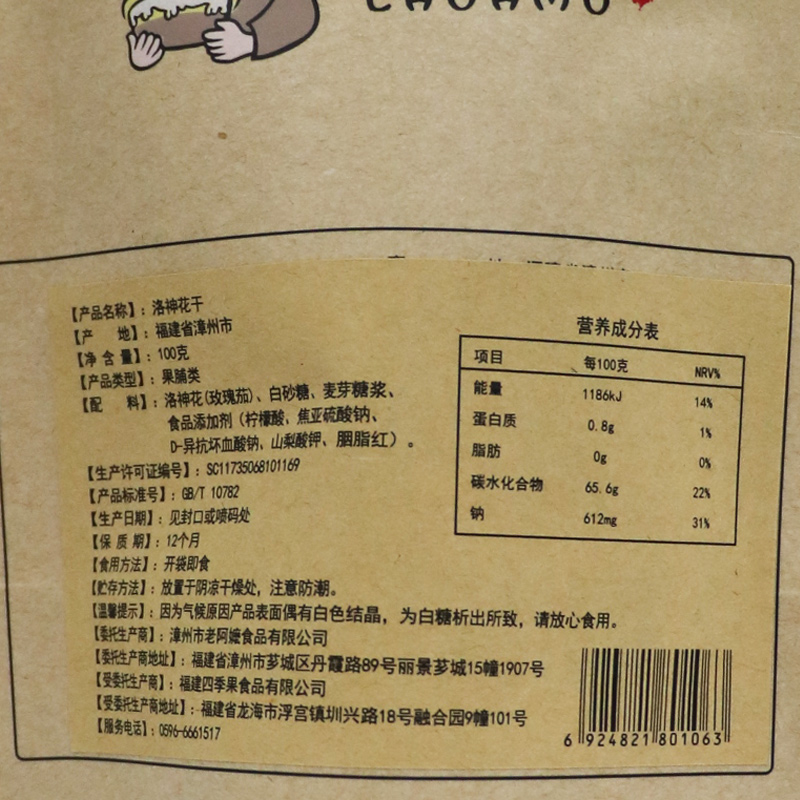 【产品名称】：洛神花干
【产 地】：福建省漳州市
【净 含 量】：100克
【产品类型】：果脯类
【配 料】：洛神花(玫瑰茄)、白砂糖、麦芽糖浆、
食品添加剂（柠檬酸、焦亚硫酸钠、
D-异抗坏血酸钠、山梨酸钾、胭脂红）。
【生产许可证编号】：SC11735068101169
【产品标准号】：GB/T 10782
【生产日期】：见封口或喷码处
【保 质 期】：12个月
【食用方法】：开袋即食
【贮存方法】：放置于阴凉干燥处，注意防潮。
【温馨提示】：因为气候原因产品表面偶有白色结晶，为白糖析出所致，请放心食用。
【委托生产商】：漳州市老阿嬷食品有限公司
【委托生产商地址】：福建省漳州市芗城区丹霞路89号丽景芗城15幢1907号
【受委托生产商】：福建四季果食品有限公司
【受委托生产商地址】：福建省龙海市浮宫镇圳兴路18号融合园9幢101号
【服务电话】：0596-6661517
营养成分表
项目 每100克 NRV%
能量 1186kJ 14%
蛋白质 0.8g 1%
脂肪 0g 0%
碳水化合物 65.6g 22%
钠 612mg 31%
6 924821 801063